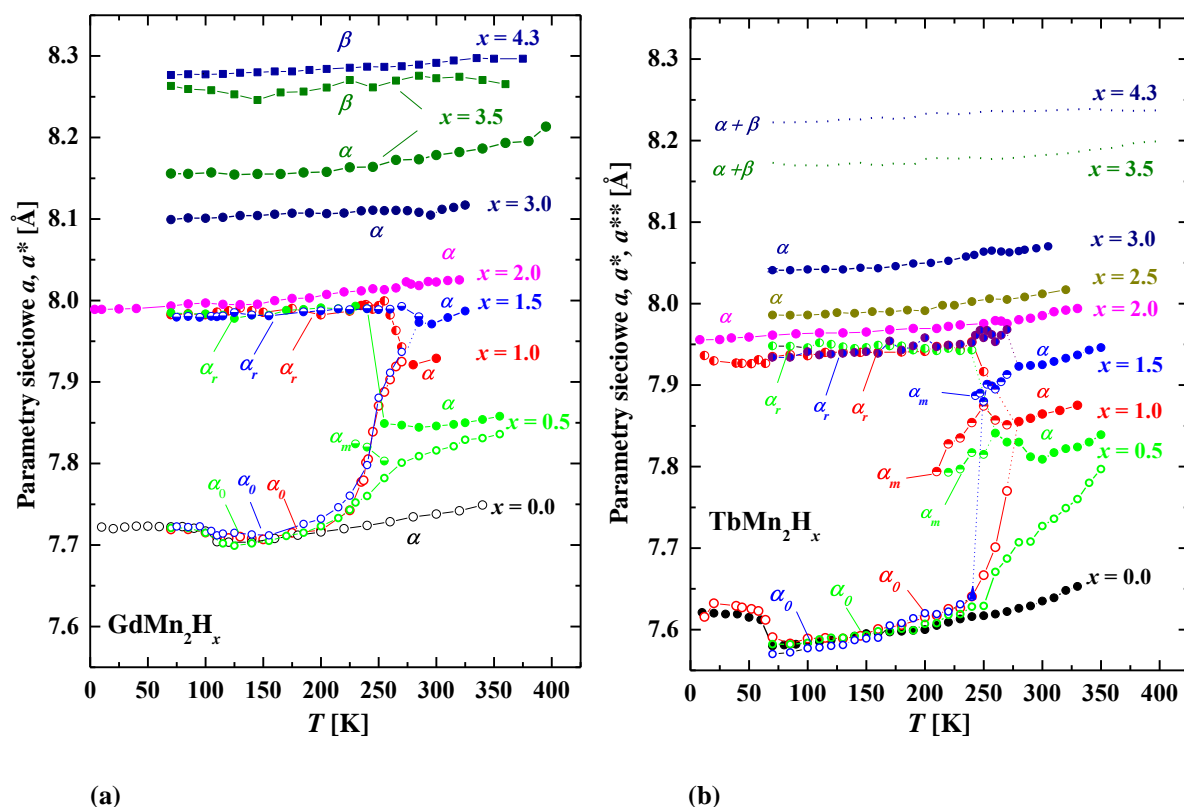 Parametry sieciowe a, a* [Å]
8.3
8.2
8.1
8.0
7.9
7.8
7.7
7.6
β
x = 4.3
β
x = 3.5
α
x = 3.0
α
α
x = 2.0
α
x = 1.5
α_r
α_r
α_r
x = 1.0
α
α
x = 0.5
α_m
α_0
α_0
α_0
x = 0.0
α
GdMn₂Hₓ
0 50 100 150 200 250 300 350 400
T [K]
(a)
Parametry sieciowe a, a*, a** [Å]
8.3
8.2
8.1
8.0
7.9
7.8
7.7
7.6
x = 4.3
α + β
α + β
x = 3.5
α
x = 3.0
α
x = 2.5
x = 2.0
α
x = 1.5
α_r
α_r
α_r
α_m
α
x = 1.0
α
x = 0.5
α_m
α_m
TbMn₂Hₓ
α_0
α_0
α_0
x = 0.0
0 50 100 150 200 250 300 350 400
T [K]
(b)